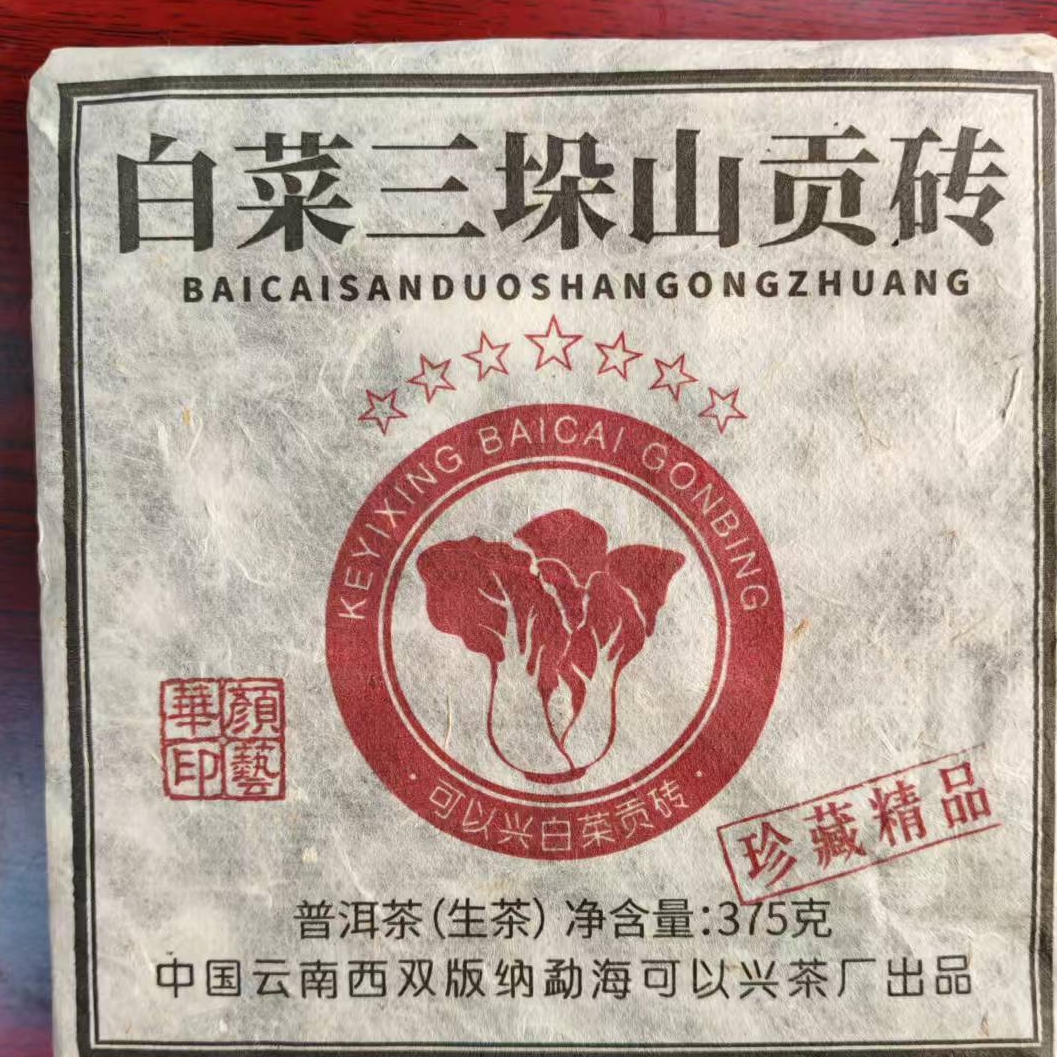 白菜三垛山贡砖
BAICAISANDUOSHANGONGZHUANG
KEYIXING BAICAI GONBING
·可以兴白菜贡砖·
顏藝華印
珍藏精品
普洱茶(生茶) 净含量:375克
中国云南西双版纳勐海可以兴茶厂出品